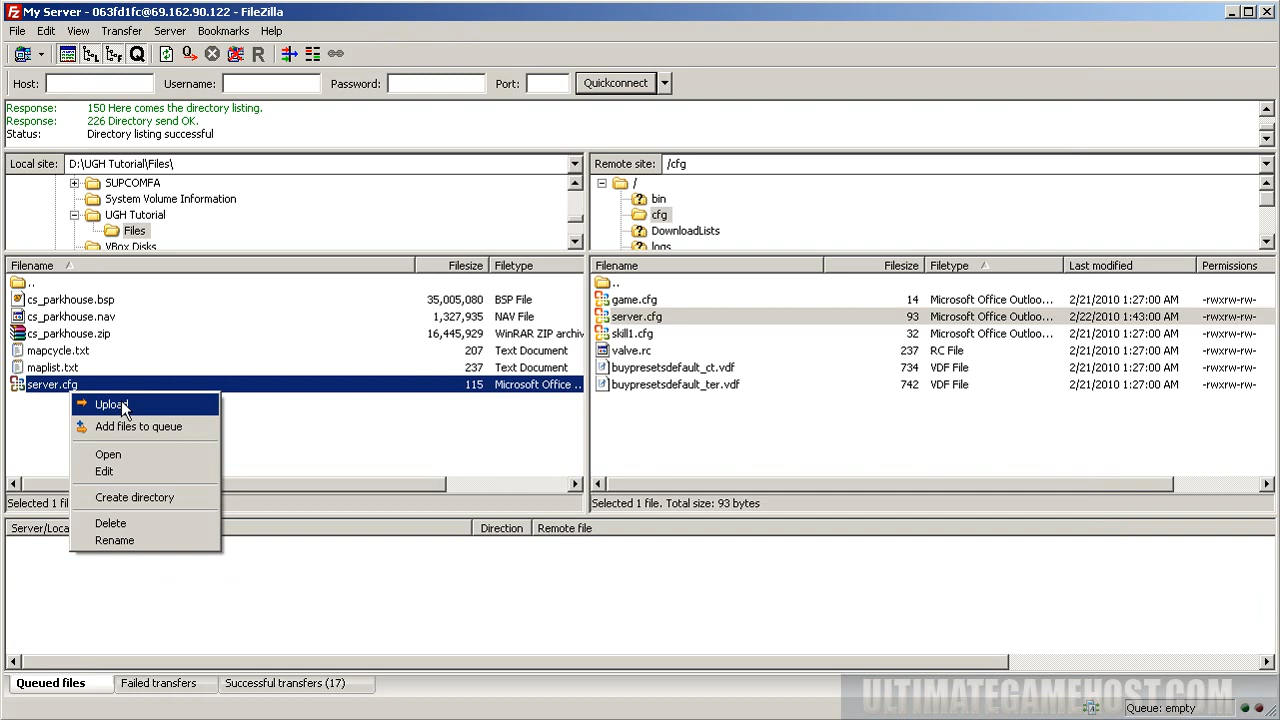 My Server - 063fd1fc@69.162.90.122 - FileZilla
File Edit View Transfer Server Bookmarks Help
Host: Username: Password: Port: Quickconnect
Response: 150 Here comes the directory listing.
Response: 226 Directory send OK.
Status: Directory listing successful
Local site: D:\UGH Tutorial\Files\
SUPCOMFA
System Volume Information
UGH Tutorial
Files
VBox Disks
Filename Filesize Filetype
..
cs_parkhouse.bsp 35,005,080 BSP File
cs_parkhouse.nav 1,327,935 NAV File
cs_parkhouse.zip 16,445,929 WinRAR ZIP archiv
mapcycle.txt 207 Text Document
maplist.txt 237 Text Document
server.cfg 115 Microsoft Office ..
Upload
Add files to queue
Open
Edit
Create directory
Delete
Rename
Selected 1 fil
Remote site: /cfg
/
bin
cfg
DownloadLists
logs
Filename Filesize Filetype Last modified Permissions
..
game.cfg 14 Microsoft Office Outloo... 2/21/2010 1:27:00 AM -rwxrw-rw-
server.cfg 93 Microsoft Office Outloo... 2/22/2010 1:43:00 AM -rwxrw-rw-
skill1.cfg 32 Microsoft Office Outloo... 2/21/2010 1:27:00 AM -rwxrw-rw-
valve.rc 237 RC File 2/21/2010 1:27:00 AM -rwxrw-rw-
buypresetsdefault_ct.vdf 734 VDF File 2/21/2010 1:27:00 AM -rwxrw-rw-
buypresetsdefault_ter.vdf 742 VDF File 2/21/2010 1:27:00 AM -rwxrw-rw-
Selected 1 file. Total size: 93 bytes
Server/Loca Direction Remote file
Queued files Failed transfers Successful transfers (17)
ULTIMATEGAMEHOST.COM
Queue: empty